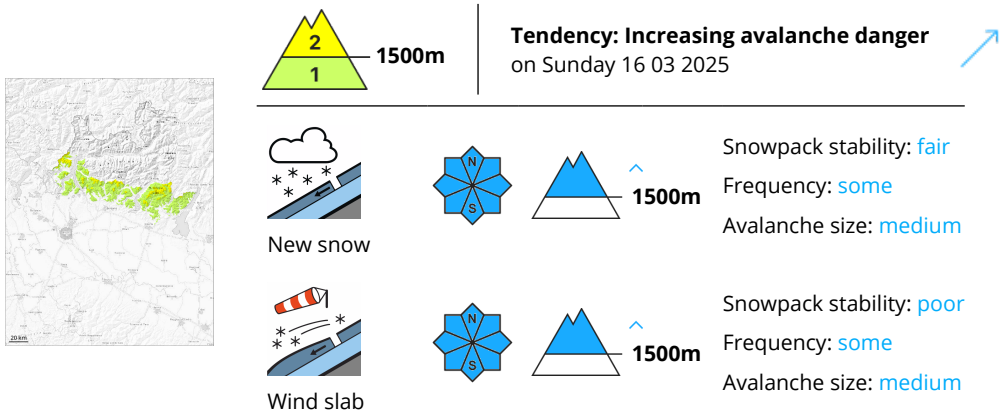 2
1
1500m
Tendency: Increasing avalanche danger
on Sunday 16 03 2025
20 km
N
S
1500m
New snow
Snowpack stability: fair
Frequency: some
Avalanche size: medium
N
S
1500m
Wind slab
Snowpack stability: poor
Frequency: some
Avalanche size: medium